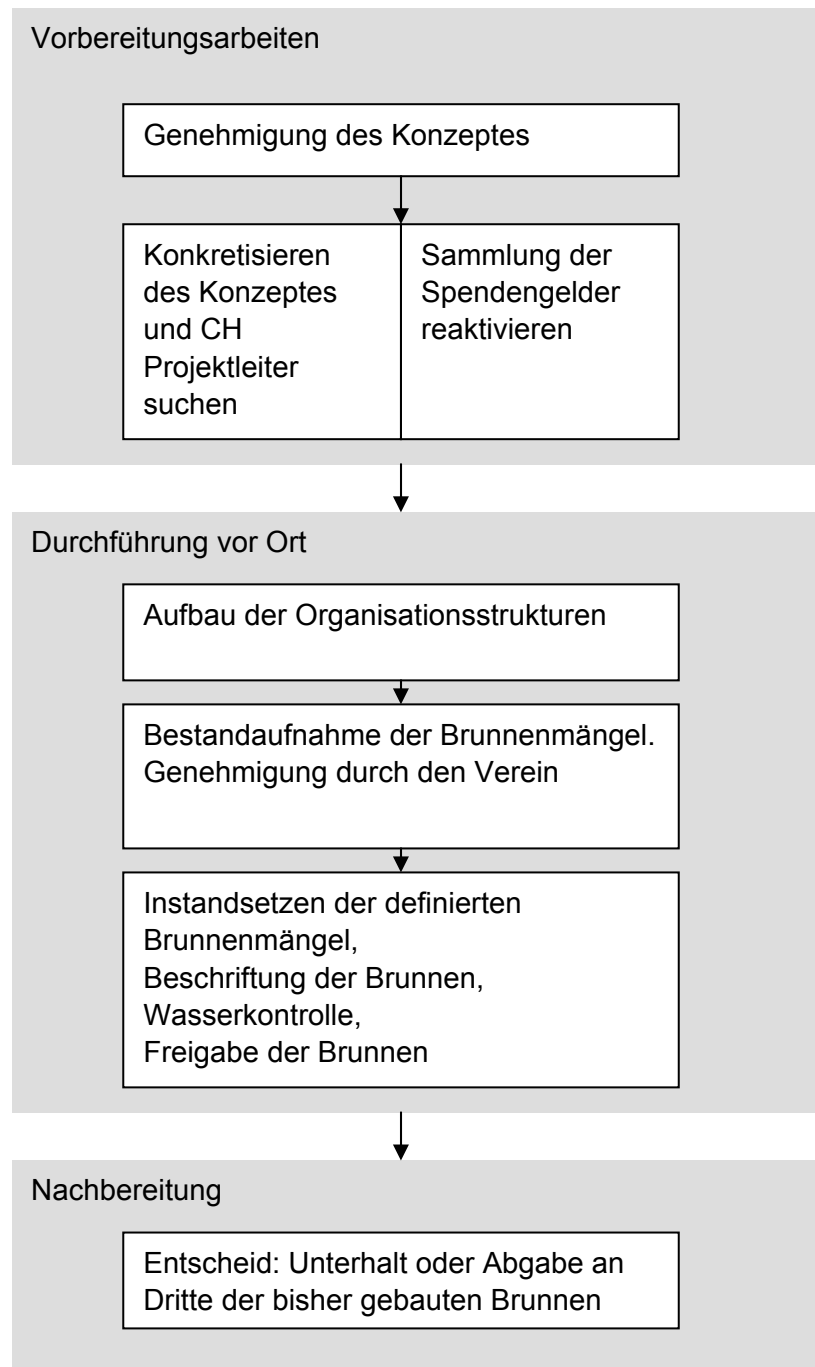 Vorbereitungsarbeiten
Genehmigung des Konzeptes
Konkretisieren
des Konzeptes
und CH
Projektleiter
suchen
Sammlung der
Spendengelder
reaktivieren
Durchführung vor Ort
Aufbau der Organisationsstrukturen
Bestandaufnahme der Brunnenmängel.
Genehmigung durch den Verein
Instandsetzen der definierten
Brunnenmängel,
Beschriftung der Brunnen,
Wasserkontrolle,
Freigabe der Brunnen
Nachbereitung
Entscheid: Unterhalt oder Abgabe an
Dritte der bisher gebauten Brunnen